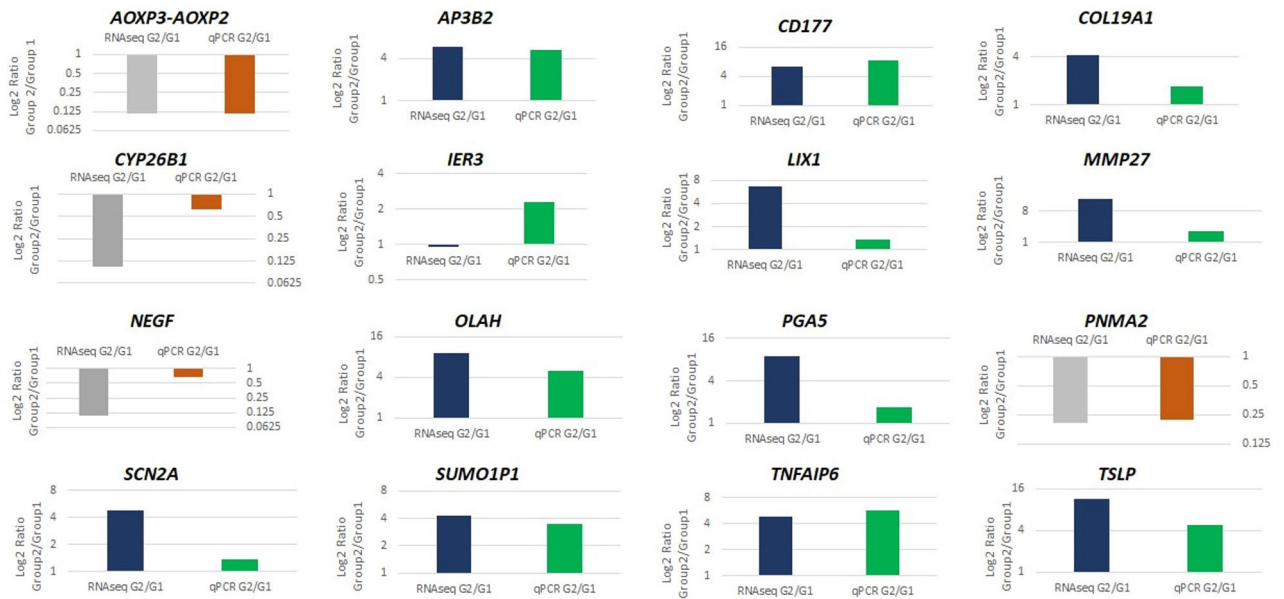 AOXP3-AOXP2
RNAseq G2/G1 qPCR G2/G1
Log2 Ratio
Group 2/Group 1
1
0.5
0.25
0.125
0.0625
AP3B2
Log2 Ratio
Group2/Group1
4
1
RNAseq G2/G1 qPCR G2/G1
CD177
Log2 Ratio
Group2/Group1
16
4
1
RNAseq G2/G1 qPCR G2/G1
COL19A1
Log2 Ratio
Group2/Group1
4
1
RNAseq G2/G1 qPCR G2/G1
CYP26B1
RNAseq G2/G1 qPCR G2/G1
Log2 Ratio
Group2/Group1
1
0.5
0.25
0.125
0.0625
IER3
Log2 Ratio
Group2/Group1
4
2
1
0.5
RNAseq G2/G1 qPCR G2/G1
LIX1
Log2 Ratio
Group2/Group1
8
4
2
1
RNAseq G2/G1 qPCR G2/G1
MMP27
Log2 Ratio
Group2/Group1
8
1
RNAseq G2/G1 qPCR G2/G1
NEGF
RNAseq G2/G1 qPCR G2/G1
Log2 Ratio
Group2/Group1
1
0.5
0.25
0.125
0.0625
OLAH
Log2 Ratio
Group2/Group1
16
4
1
RNAseq G2/G1 qPCR G2/G1
PGA5
Log2 Ratio
Group2/Group1
16
4
1
RNAseq G2/G1 qPCR G2/G1
PNMA2
RNAseq G2/G1 qPCR G2/G1
Log2 Ratio
Group2/Group1
1
0.5
0.25
0.125
SCN2A
Log2 Ratio
Group2/Group1
8
4
2
1
RNAseq G2/G1 qPCR G2/G1
SUMO1P1
Log2 Ratio
Group2/Group1
8
4
2
1
RNAseq G2/G1 qPCR G2/G1
TNFAIP6
Log2 Ratio
Group2/Group1
8
4
2
1
RNAseq G2/G1 qPCR G2/G1
TSLP
Log2 Ratio
Group2/Group1
16
4
1
RNAseq G2/G1 qPCR G2/G1